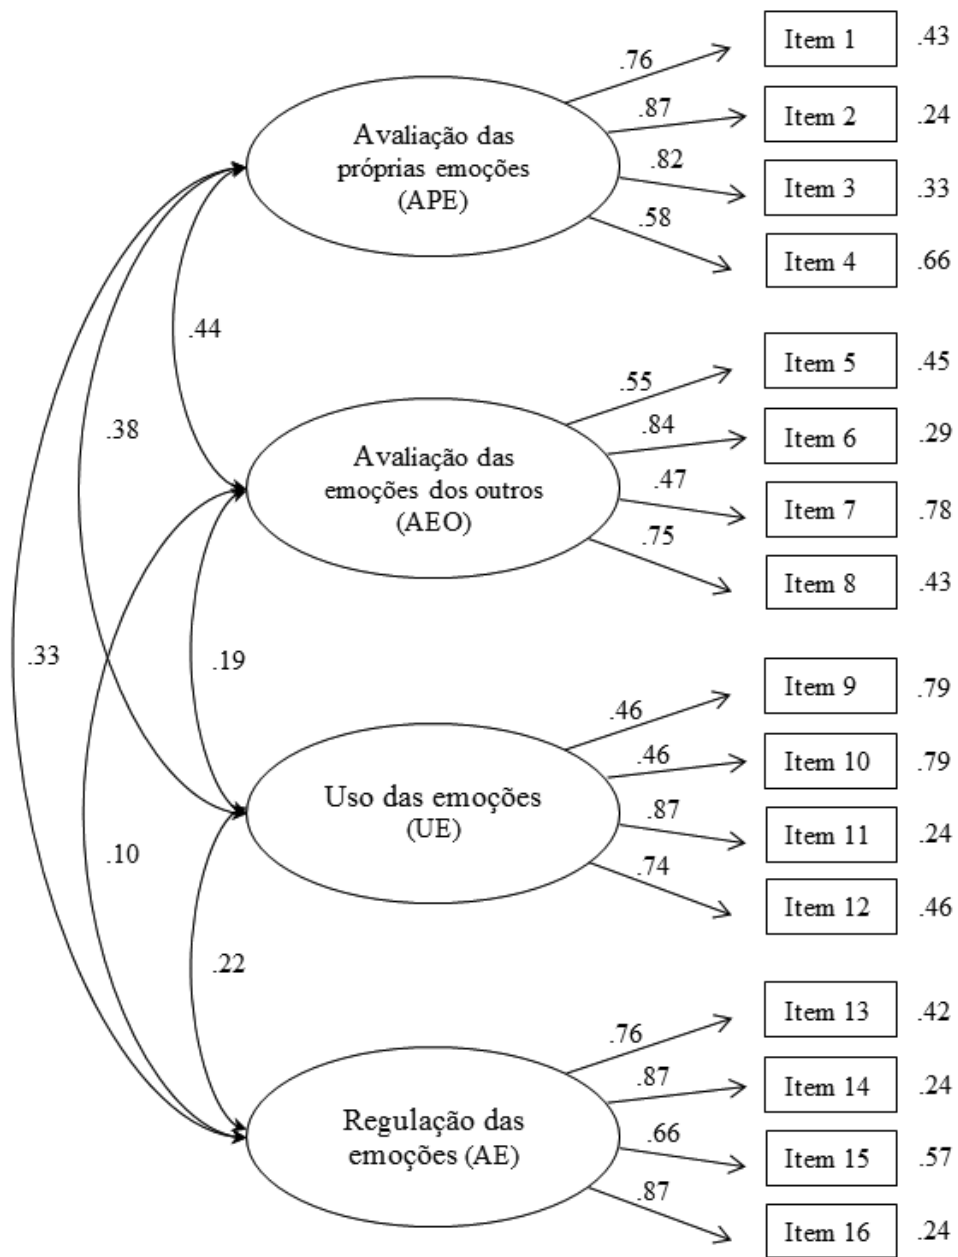 .76
Item 1
.43
.87
Item 2
.24
Avaliação das
próprias emoções
(APE)
.82
Item 3
.33
.58
Item 4
.66
.44
.55
Item 5
.45
.38
.84
Item 6
.29
Avaliação das
emoções dos outros
(AEO)
.47
Item 7
.78
.75
Item 8
.43
.33
.19
.46
Item 9
.79
.46
Item 10
.79
Uso das emoções
(UE)
.87
Item 11
.24
.10
.74
Item 12
.46
.22
.76
Item 13
.42
.87
Item 14
.24
Regulação das
emoções (AE)
.66
Item 15
.57
.87
Item 16
.24